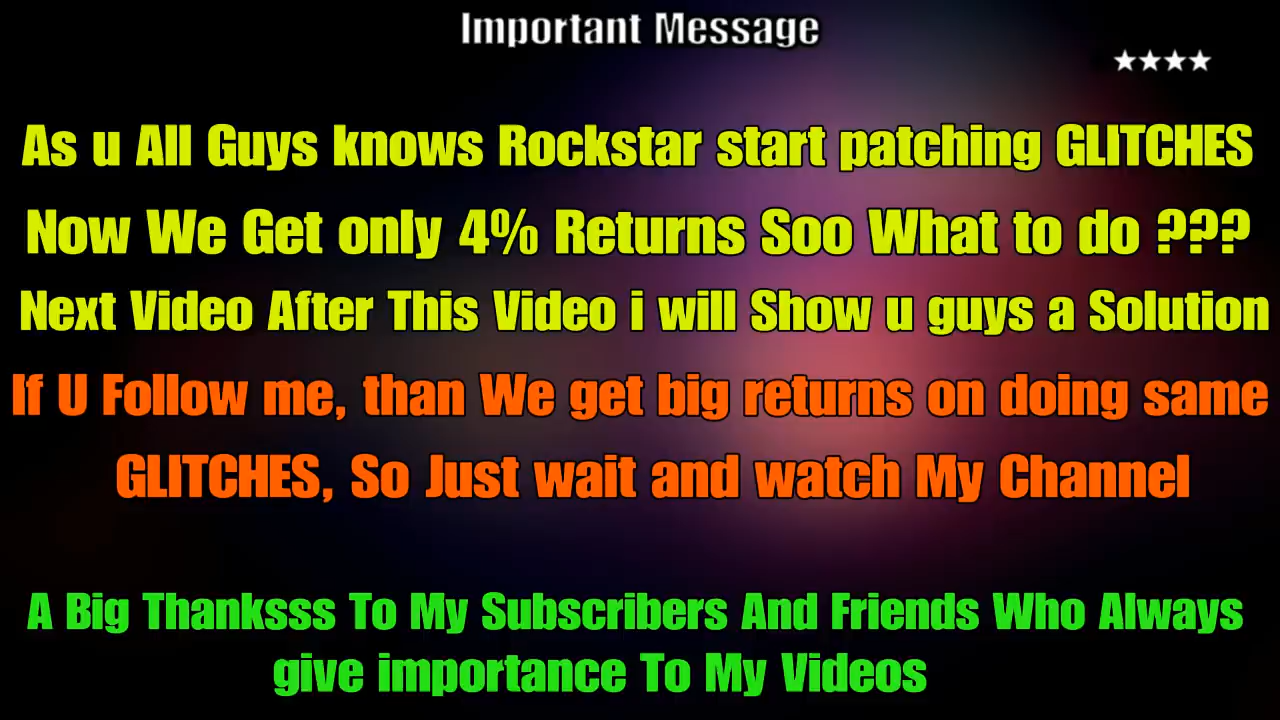 Important Message
★★★★
As u All Guys knows Rockstar start patching GLITCHES
Now We Get only 4% Returns Soo What to do ???
Next Video After This Video i will Show u guys a Solution
If U Follow me, than We get big returns on doing same
GLITCHES, So Just wait and watch My Channel
A Big Thanksss To My Subscribers And Friends Who Always
give importance To My Videos